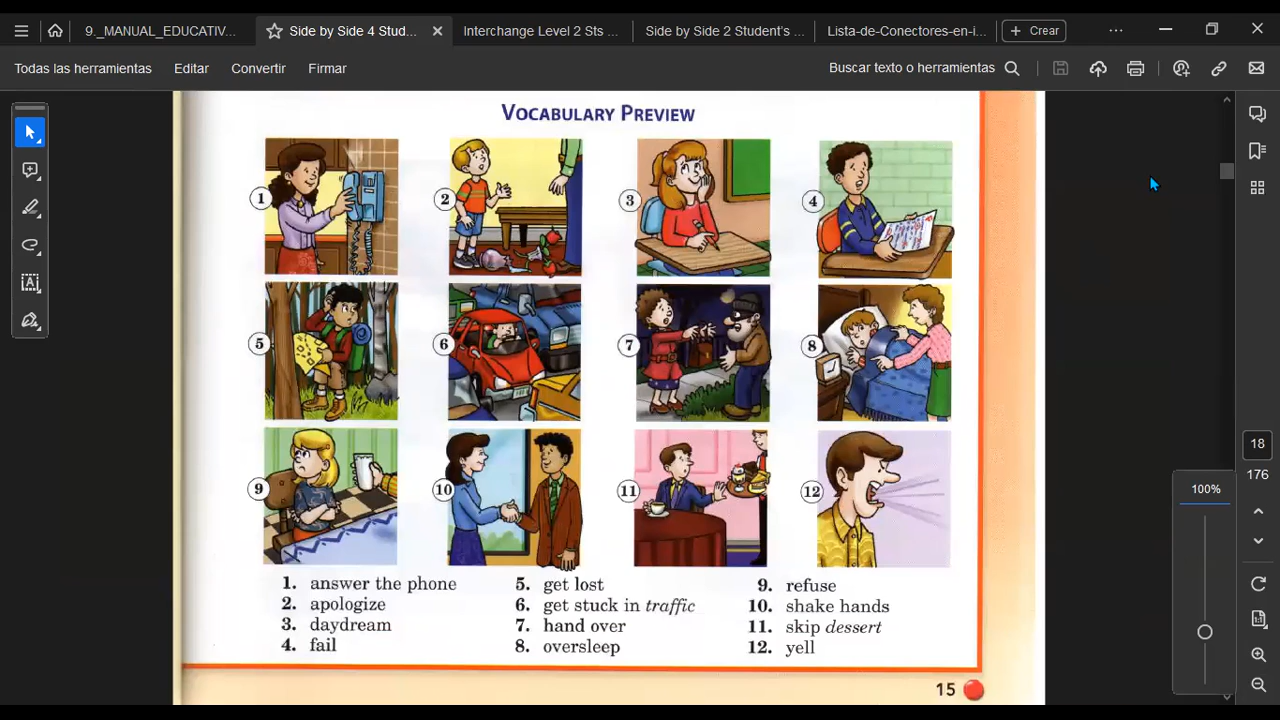 9._MANUAL_EDUCATIV...
Side by Side 4 Stud...
Interchange Level 2 Sts ...
Side by Side 2 Student's ...
Lista-de-Conectores-en-i...
Crear
Todas las herramientas
Editar
Convertir
Firmar
Buscar texto o herramientas
VOCABULARY PREVIEW
1
2
3
4
5
6
7
8
9
10
11
12
1. answer the phone
2. apologize
3. daydream
4. fail
5. get lost
6. get stuck in traffic
7. hand over
8. oversleep
9. refuse
10. shake hands
11. skip dessert
12. yell
15
18
176
100%